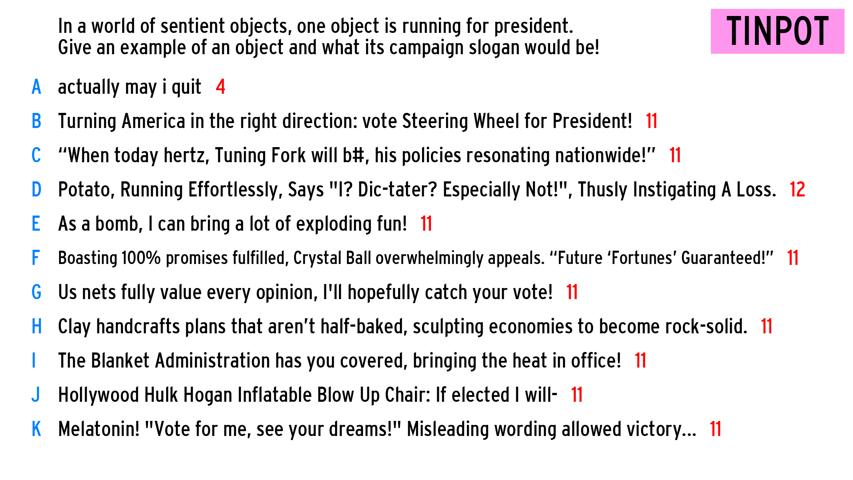 In a world of sentient objects, one object is running for president.
TINPOT
Give an example of an object and what its campaign slogan would be!
A actually may i quit 4
B Turning America in the right direction: vote Steering Wheel for President! 11
C “When today hertz, Tuning Fork will b#, his policies resonating nationwide!” 11
D Potato, Running Effortlessly, Says "I? Dic-tater? Especially Not!", Thusly Instigating A Loss. 12
E As a bomb, I can bring a lot of exploding fun! 11
F Boasting 100% promises fulfilled, Crystal Ball overwhelmingly appeals. “Future ‘Fortunes’ Guaranteed!” 11
G Us nets fully value every opinion, I'll hopefully catch your vote! 11
H Clay handcrafts plans that aren’t half-baked, sculpting economies to become rock-solid. 11
I The Blanket Administration has you covered, bringing the heat in office! 11
J Hollywood Hulk Hogan Inflatable Blow Up Chair: If elected I will- 11
K Melatonin! "Vote for me, see your dreams!" Misleading wording allowed victory... 11